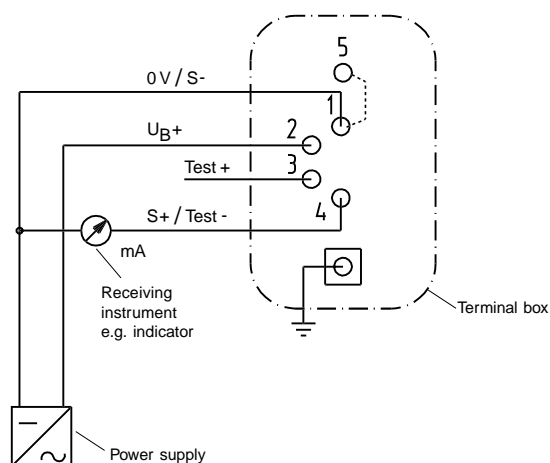 5
0 V / S-
1
UB+
2
Test +
3
S+ / Test -
4
mA
Receiving
instrument
e.g. indicator
Terminal box
Power supply